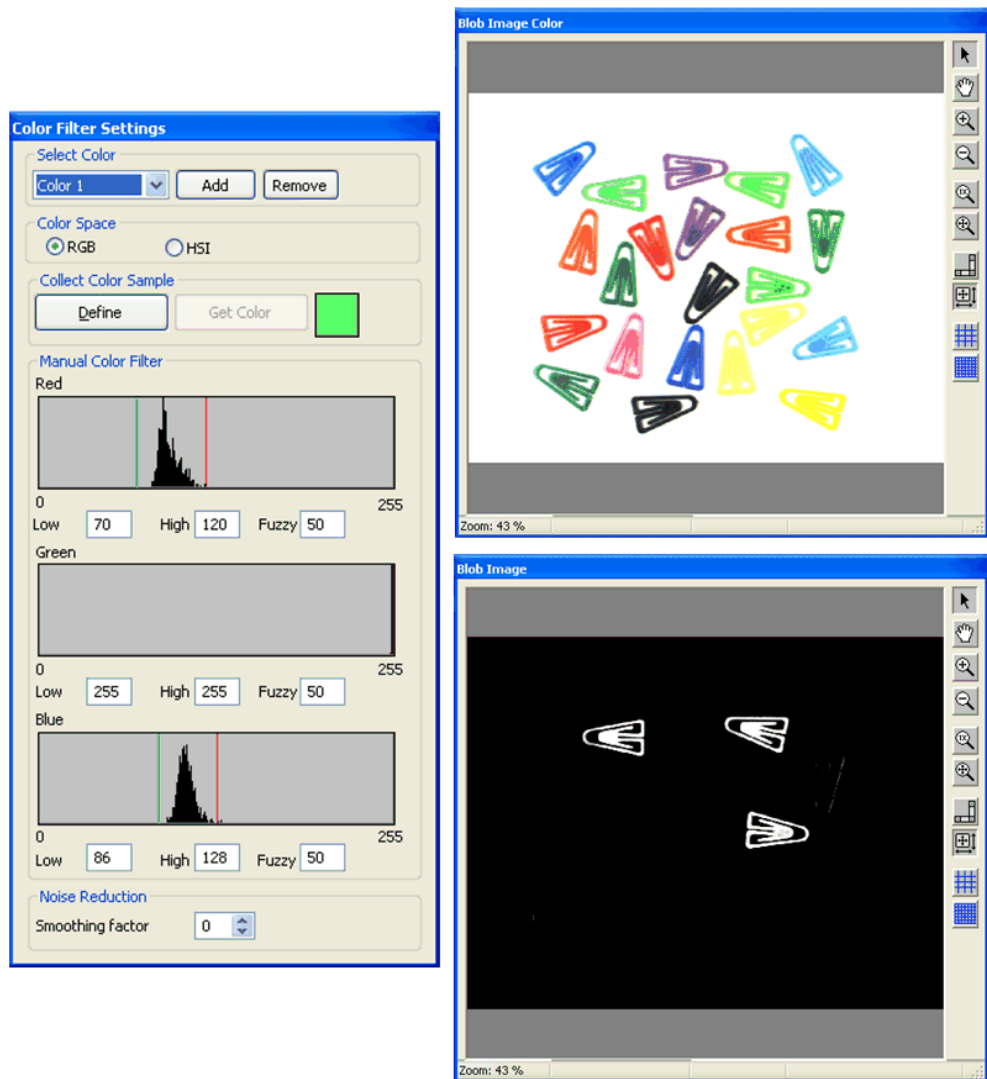 Color Filter Settings
Select Color
Color 1 Add Remove
Color Space
RGB HSI
Collect Color Sample
Define Get Color
Manual Color Filter
Red
0 255
Low 70 High 120 Fuzzy 50
Green
0 255
Low 255 High 255 Fuzzy 50
Blue
0 255
Low 86 High 128 Fuzzy 50
Noise Reduction
Smoothing factor 0
Blob Image Color
Zoom: 43 %
Blob Image
Zoom: 43 %